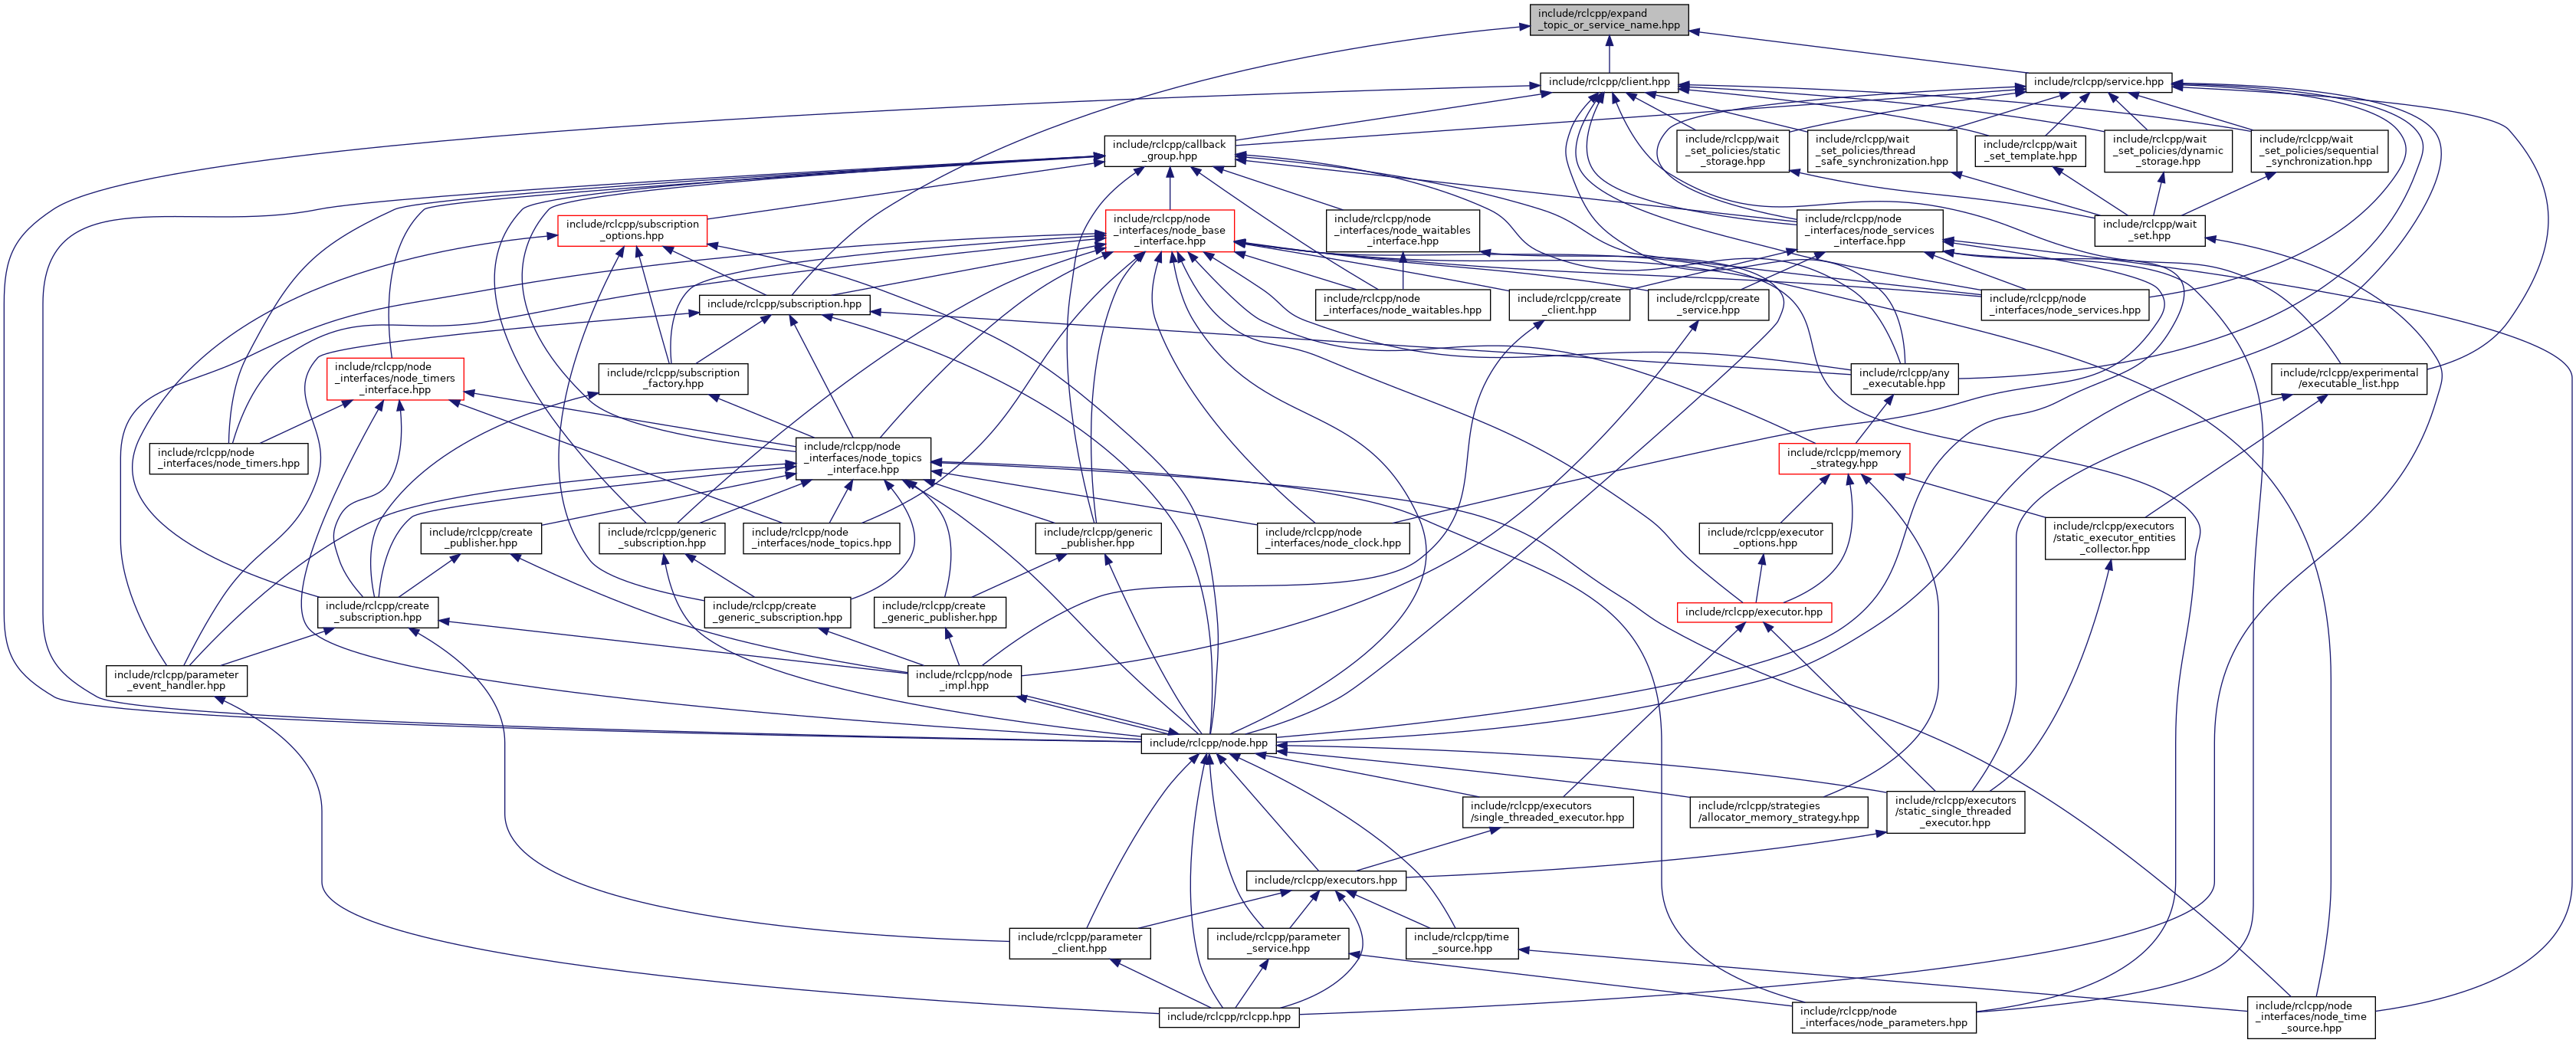 include/rclcpp/expand
_topic_or_service_name.hpp
include/rclcpp/client.hpp
include/rclcpp/service.hpp
include/rclcpp/callback
_group.hpp
include/rclcpp/wait
_set_policies/static
_storage.hpp
include/rclcpp/wait
_set_policies/thread
_safe_synchronization.hpp
include/rclcpp/wait
_set_template.hpp
include/rclcpp/wait
_set_policies/dynamic
_storage.hpp
include/rclcpp/wait
_set_policies/sequential
_synchronization.hpp
include/rclcpp/subscription
_options.hpp
include/rclcpp/node
_interfaces/node_base
_interface.hpp
include/rclcpp/node
_interfaces/node_waitables
_interface.hpp
include/rclcpp/node
_interfaces/node_services
_interface.hpp
include/rclcpp/wait
_set.hpp
include/rclcpp/subscription.hpp
include/rclcpp/node
_interfaces/node_waitables.hpp
include/rclcpp/create
_client.hpp
include/rclcpp/create
_service.hpp
include/rclcpp/node
_interfaces/node_services.hpp
include/rclcpp/node
_interfaces/node_timers
_interface.hpp
include/rclcpp/subscription
_factory.hpp
include/rclcpp/any
_executable.hpp
include/rclcpp/experimental
/executable_list.hpp
include/rclcpp/node
_interfaces/node_timers.hpp
include/rclcpp/node
_interfaces/node_topics
_interface.hpp
include/rclcpp/memory
_strategy.hpp
include/rclcpp/create
_publisher.hpp
include/rclcpp/generic
_subscription.hpp
include/rclcpp/node
_interfaces/node_topics.hpp
include/rclcpp/generic
_publisher.hpp
include/rclcpp/node
_interfaces/node_clock.hpp
include/rclcpp/executor
_options.hpp
include/rclcpp/executors
/static_executor_entities
_collector.hpp
include/rclcpp/create
_subscription.hpp
include/rclcpp/create
_generic_subscription.hpp
include/rclcpp/create
_generic_publisher.hpp
include/rclcpp/executor.hpp
include/rclcpp/parameter
_event_handler.hpp
include/rclcpp/node
_impl.hpp
include/rclcpp/node.hpp
include/rclcpp/executors
/single_threaded_executor.hpp
include/rclcpp/strategies
/allocator_memory_strategy.hpp
include/rclcpp/executors
/static_single_threaded
_executor.hpp
include/rclcpp/executors.hpp
include/rclcpp/parameter
_client.hpp
include/rclcpp/parameter
_service.hpp
include/rclcpp/time
_source.hpp
include/rclcpp/rclcpp.hpp
include/rclcpp/node
_interfaces/node_parameters.hpp
include/rclcpp/node
_interfaces/node_time
_source.hpp